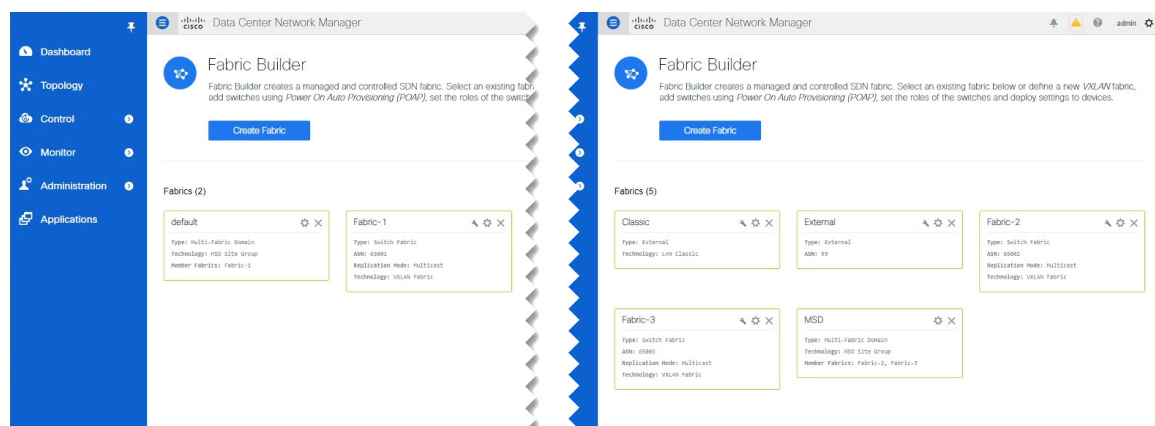 CISCO Data Center Network Manager
Dashboard
Topology
Control
Monitor
Administration
Applications
Fabric Builder
Fabric Builder creates a managed and controlled SDN fabric. Select an existing fabr
add switches using Power On Auto Provisioning (POAP), set the roles of the switch
Create Fabric
Fabrics (2)
default
Type: Multi-Fabric Domain
Technology: MSD Site Group
Member Fabrics: Fabric-1
Fabric-1
Type: Switch Fabric
ASN: 65001
Replication Mode: Multicast
Technology: VXLAN Fabric
CISCO Data Center Network Manager
admin
Fabric Builder
Fabric Builder creates a managed and controlled SDN fabric. Select an existing fabric below or define a new VXLAN fabric,
add switches using Power On Auto Provisioning (POAP), set the roles of the switches and deploy settings to devices.
Create Fabric
Fabrics (5)
Classic
Type: External
Technology: LAN Classic
External
Type: External
ASN: 99
Fabric-2
Type: Switch Fabric
ASN: 65002
Replication Mode: Multicast
Technology: VXLAN Fabric
Fabric-3
Type: Switch Fabric
ASN: 65003
Replication Mode: Multicast
Technology: VXLAN Fabric
MSD
Type: Multi-Fabric Domain
Technology: MSD Site Group
Member Fabrics: Fabric-2, Fabric-3